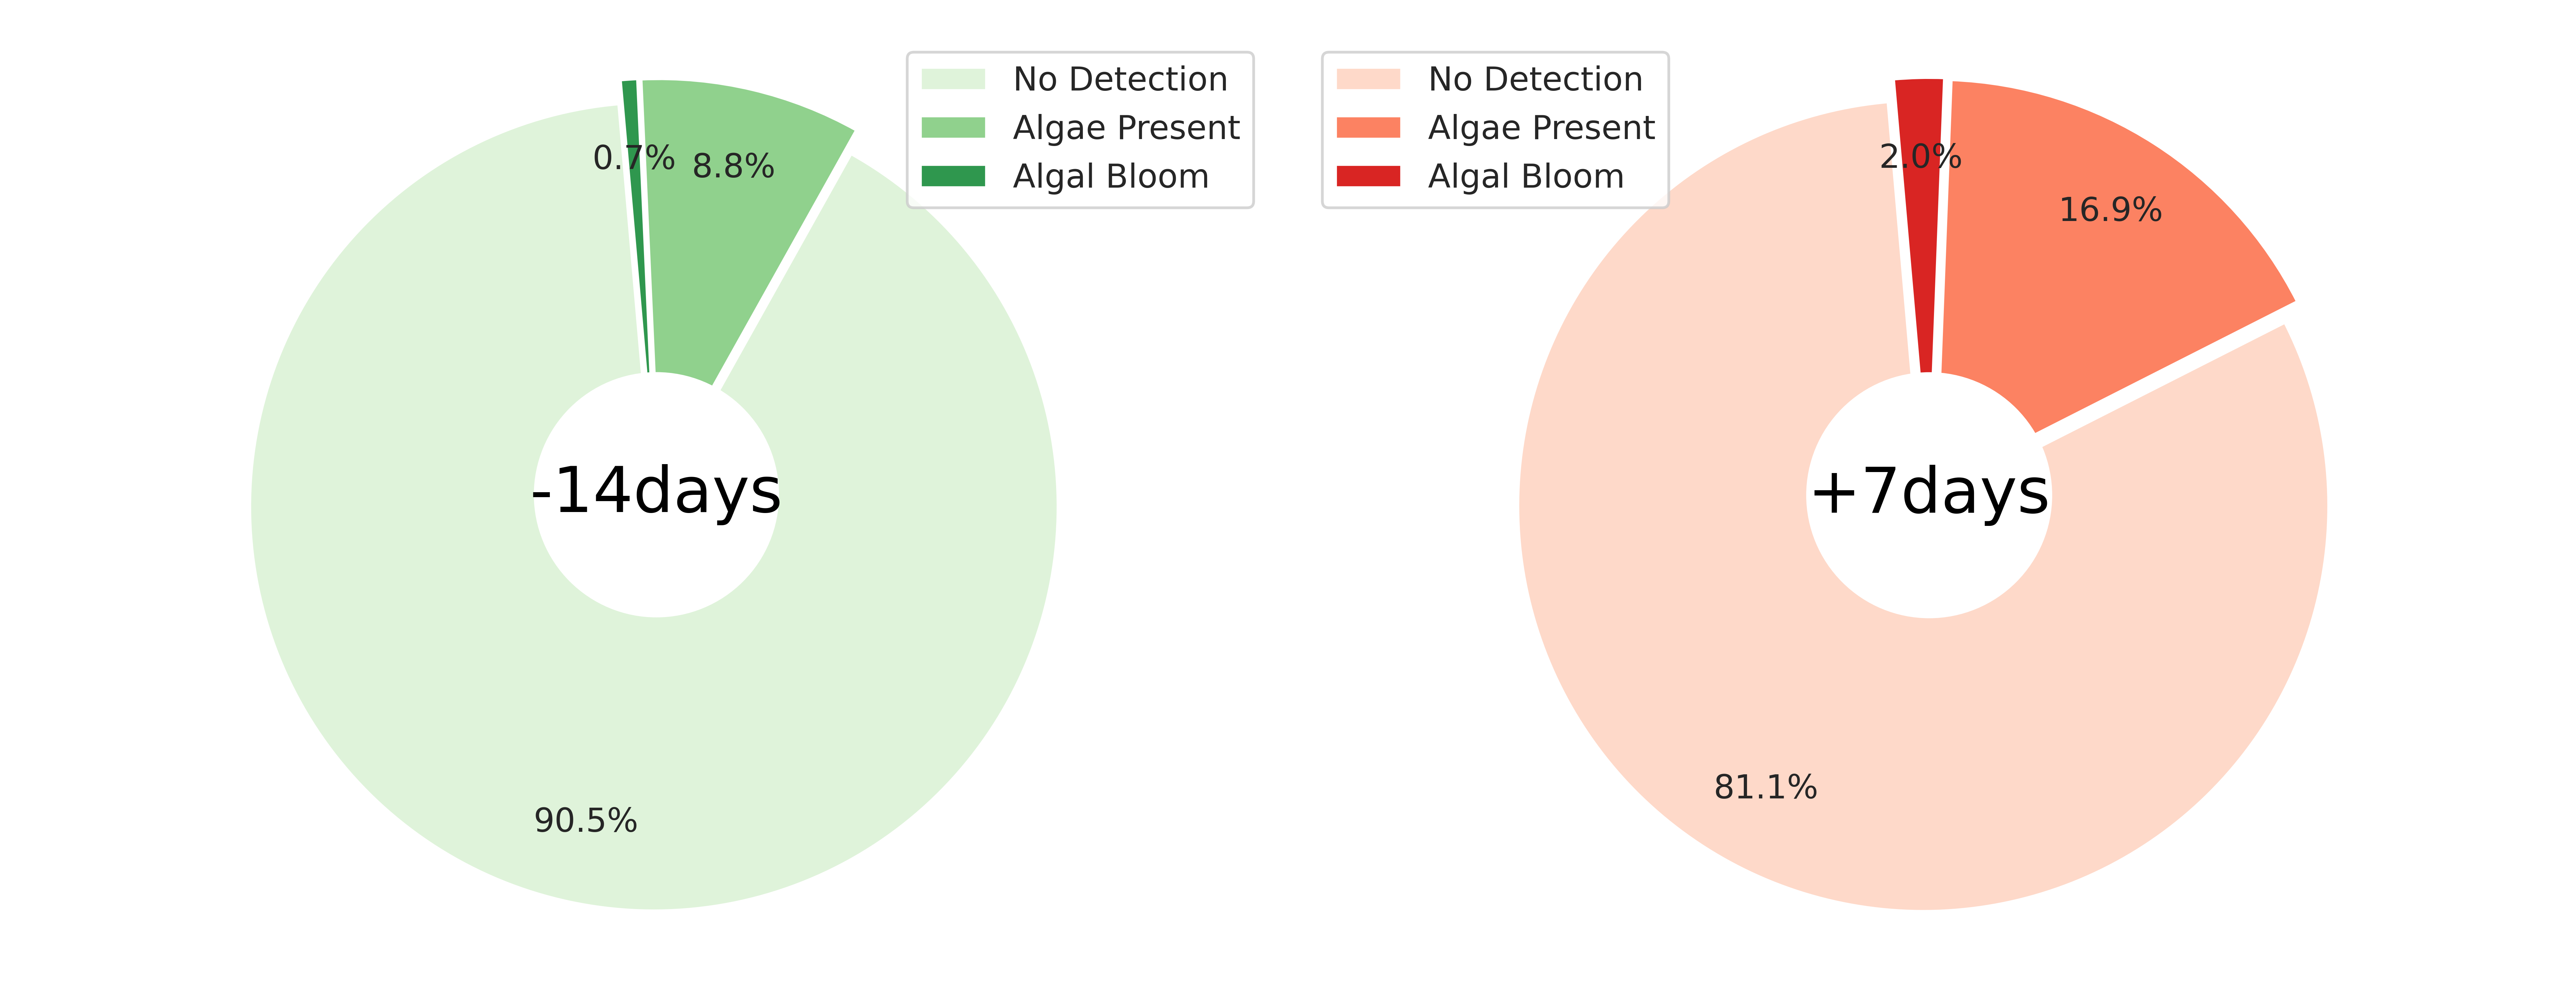 No Detection
Algae Present
Algal Bloom
0.7%
8.8%
-14days
90.5%
No Detection
Algae Present
Algal Bloom
2.0%
16.9%
+7days
81.1%